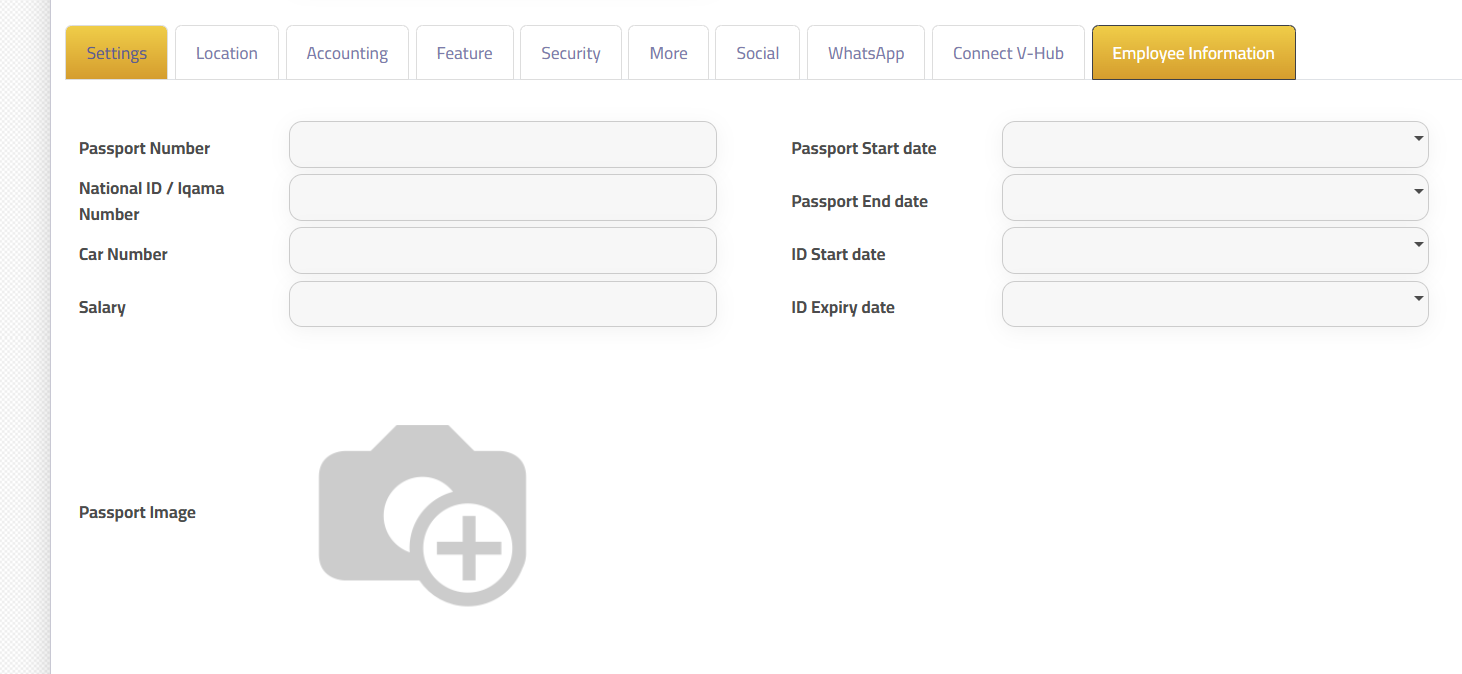 Settings
Location
Accounting
Feature
Security
More
Social
WhatsApp
Connect V-Hub
Employee Information
Passport Number
Passport Start date
National ID / Iqama
Number
Passport End date
Car Number
ID Start date
Salary
ID Expiry date
Passport Image